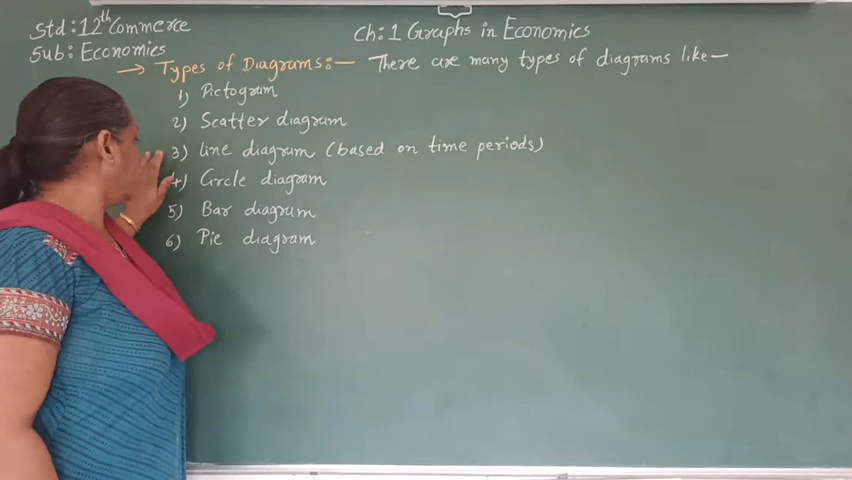 Std: 12th Commerce
Sub: Economics
Ch: 1 Graphs in Economics
→ Types of Diagrams:— There are many types of diagrams like—
1) Pictogram
2) Scatter diagram
3) line diagram (based on time periods)
4) Circle diagram
5) Bar diagram
6) Pie diagram